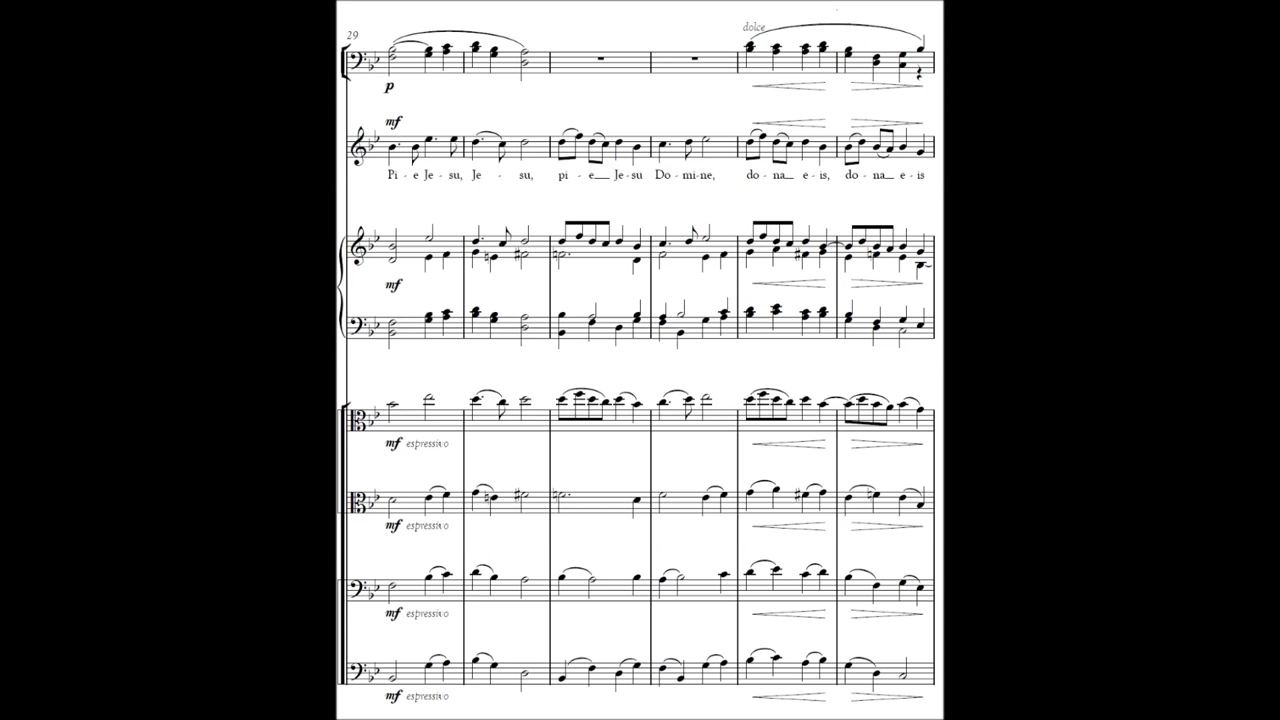 29
dolce
p
mf
Pi - e Je - su, Je - su, pi - e Je - su Do - mi - ne, do - na e - is, do - na e - is
mf
mf espressivo
mf espressivo
mf espressivo
mf espressivo